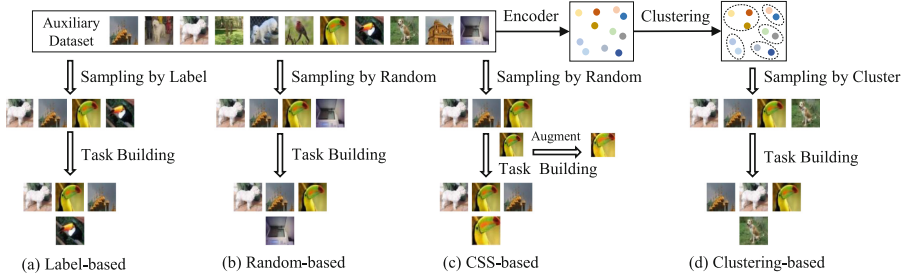 Auxiliary
Dataset
Encoder
Clustering
Sampling by Label
Sampling by Random
Sampling by Random
Sampling by Cluster
Augment
Task Building
Task Building
Task Building
Task Building
(a) Label-based
(b) Random-based
(c) CSS-based
(d) Clustering-based